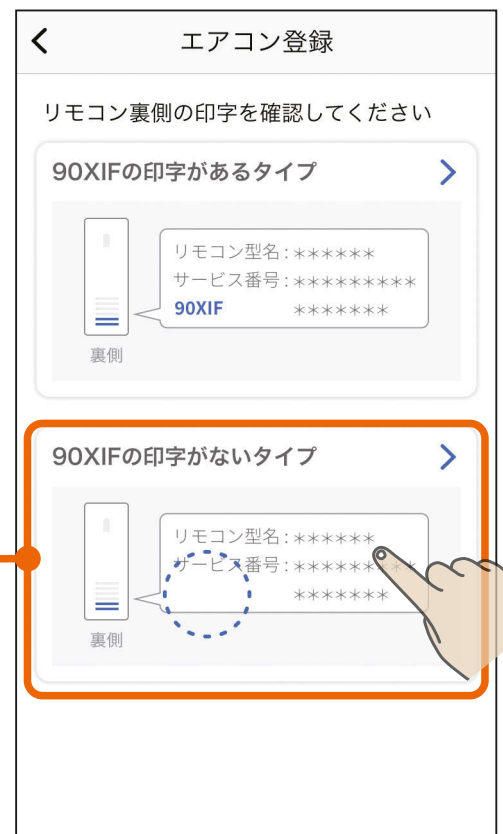 エアコン登録
リモコン裏側の印字を確認してください
90XIFの印字があるタイプ
リモコン型名:******
サービス番号:*********
90XIF *******
裏側
90XIFの印字がないタイプ
リモコン型名:******
サービス番号:*********
*******
裏側